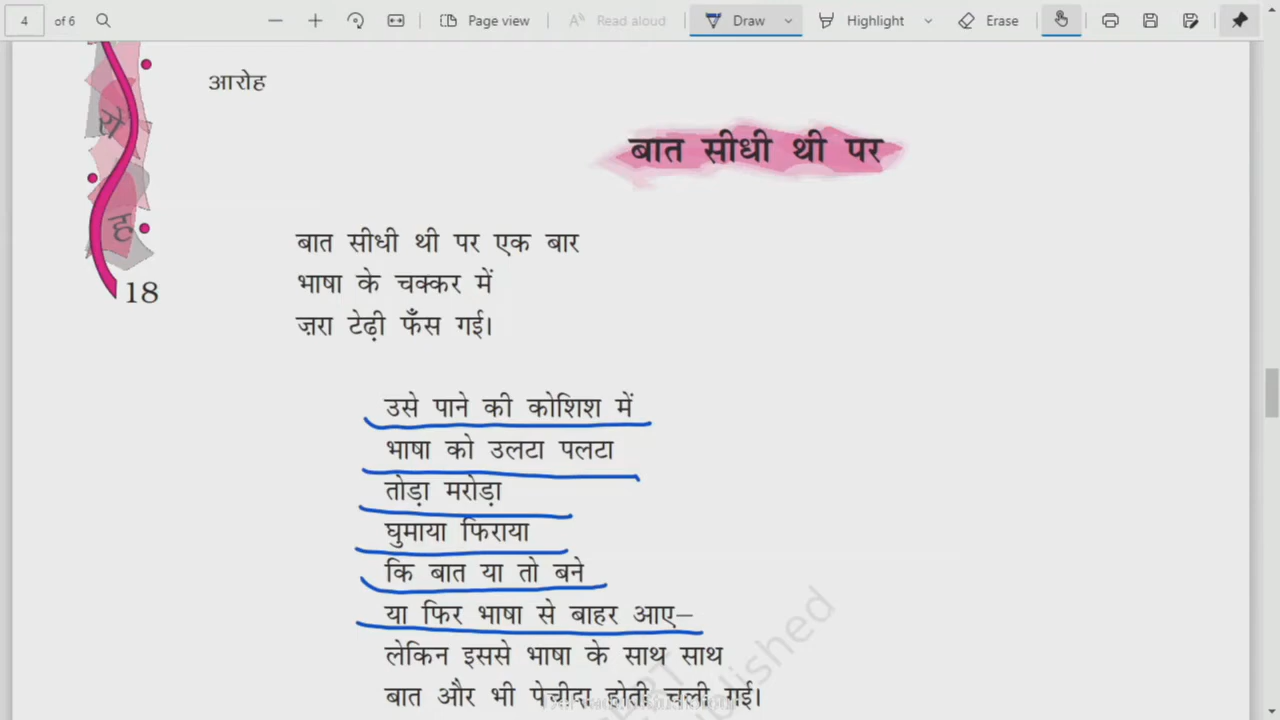 4 of 6 Page view Read aloud Draw Highlight Erase
आरोह
रो
ह
18
बात सीधी थी पर
बात सीधी थी पर एक बार
भाषा के चक्कर में
ज़रा टेढ़ी फँस गई।
उसे पाने की कोशिश में
भाषा को उलटा पलटा
तोड़ा मरोड़ा
घुमाया फिराया
कि बात या तो बने
या फिर भाषा से बाहर आए–
लेकिन इससे भाषा के साथ साथ
बात और भी पेचीदा होती चली गई।